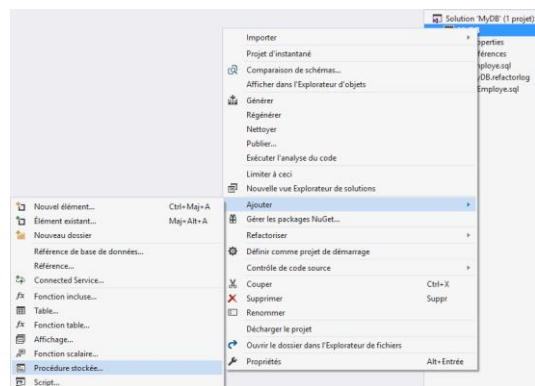 Solution 'MyDB' (1 projet)
Importer
Projet d'instantané
Comparaison de schémas...
Afficher dans l'Explorateur d'objets
Générer
Régénérer
Nettoyer
Publier...
Exécuter l'analyse du code
Limiter à ceci
Nouvelle vue Explorateur de solutions
Ajouter
Gérer les packages NuGet...
Refactoriser
Définir comme projet de démarrage
Contrôle de code source
Couper Ctrl+X
Supprimer Suppr
Renommer
Décharger le projet
Ouvrir le dossier dans l'Explorateur de fichiers
Propriétés Alt+Entrée
operties
férences
nploye.sql
yDB.refactorlog
Employe.sql
Nouvel élément... Ctrl+Maj+A
Élément existant... Maj+Alt+A
Nouveau dossier
Référence de base de données...
Référence...
Connected Service...
Fonction incluse...
Table...
Fonction table...
Affichage...
Fonction scalaire...
Procédure stockée...
Script...